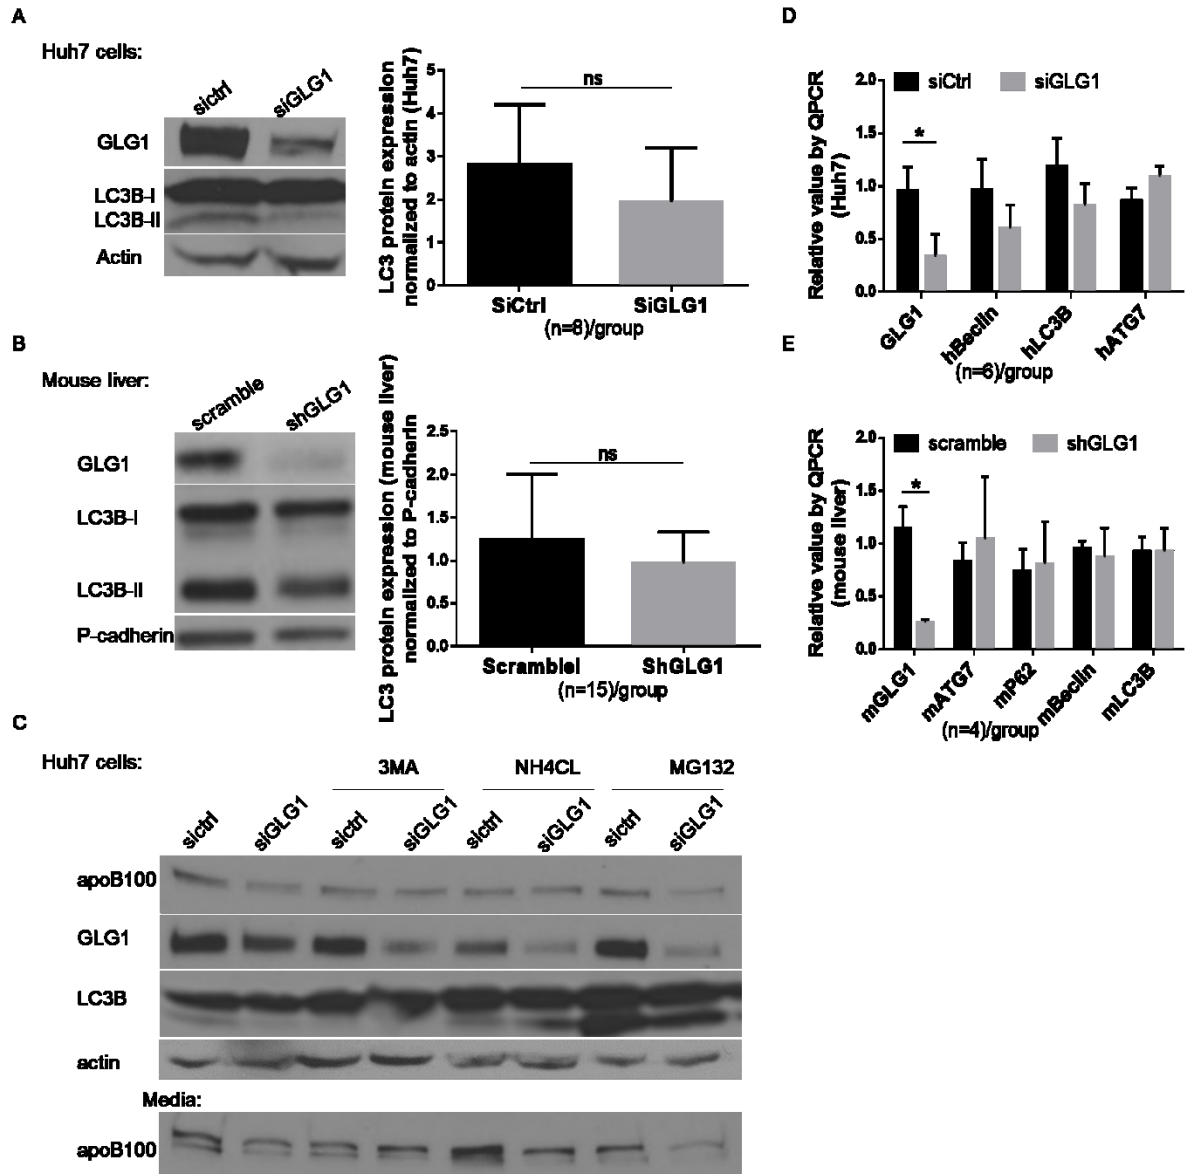 A
Huh7 cells:
sictrl
siGLG1
GLG1
LC3B-I
LC3B-II
Actin
LC3 protein expression
normalized to actin (Huh7)
5
4
3
2
1
0
ns
SiCtrl
SiGLG1
(n=8)/group
B
Mouse liver:
scramble
shGLG1
GLG1
LC3B-I
LC3B-II
P-cadherin
LC3 protein expression (mouse liver)
normalized to P-cadherin
2.5
2.0
1.5
1.0
0.5
0.0
ns
Scramblel
ShGLG1
(n=15)/group
C
Huh7 cells:
3MA
NH4CL
MG132
sictrl
siGLG1
sictrl
siGLG1
sictrl
siGLG1
sictrl
siGLG1
apoB100
GLG1
LC3B
actin
Media:
apoB100
D
Relative value by QPCR
(Huh7)
2.0
1.5
1.0
0.5
0.0
siCtrl
siGLG1
*
GLG1
hBeclin
hLC3B
hATG7
(n=6)/group
E
Relative value by QPCR
(mouse liver)
2.0
1.5
1.0
0.5
0.0
scramble
shGLG1
*
mGLG1
mATG7
mP62
mBeclin
mLC3B
(n=4)/group